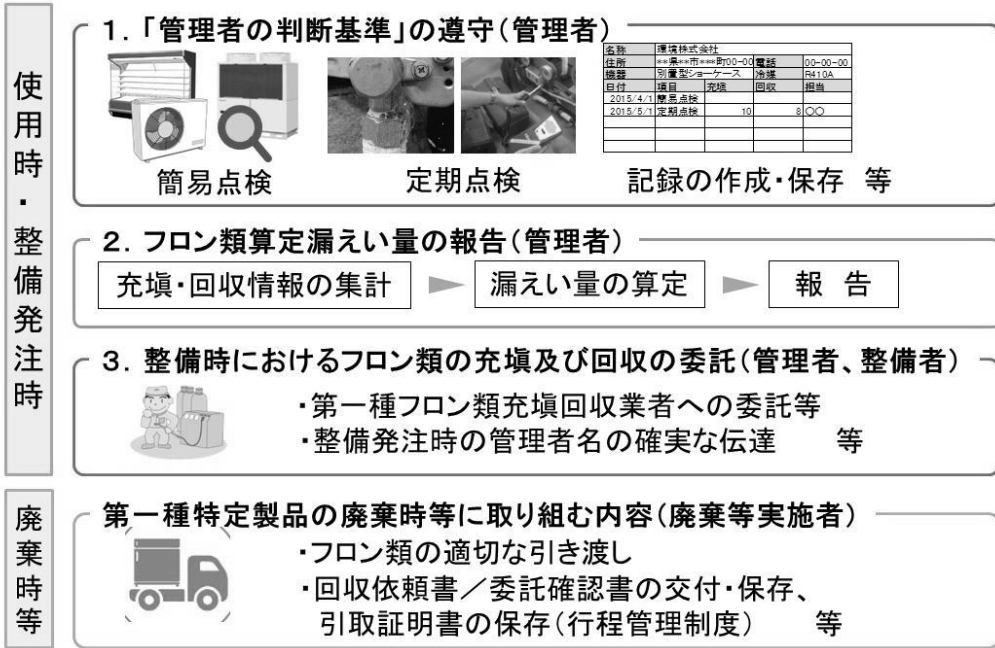 使用時・整備発注時
1．「管理者の判断基準」の遵守（管理者）
名称 環境株式会社
住所 **県**市***町00-00 電話 00-00-00
機器 別置型ショーケース 冷媒 R410A
日付 項目 充填 回収 担当
2015/4/1 簡易点検
2015/5/1 定期点検 10 8 〇〇
簡易点検 定期点検 記録の作成・保存 等
2．フロン類算定漏えい量の報告（管理者）
充塡・回収情報の集計 漏えい量の算定 報 告
3．整備時におけるフロン類の充塡及び回収の委託（管理者、整備者）
・第一種フロン類充塡回収業者への委託等
・整備発注時の管理者名の確実な伝達 等
廃棄時等
第一種特定製品の廃棄時等に取り組む内容（廃棄等実施者）
・フロン類の適切な引き渡し
・回収依頼書／委託確認書の交付・保存、
引取証明書の保存（行程管理制度） 等